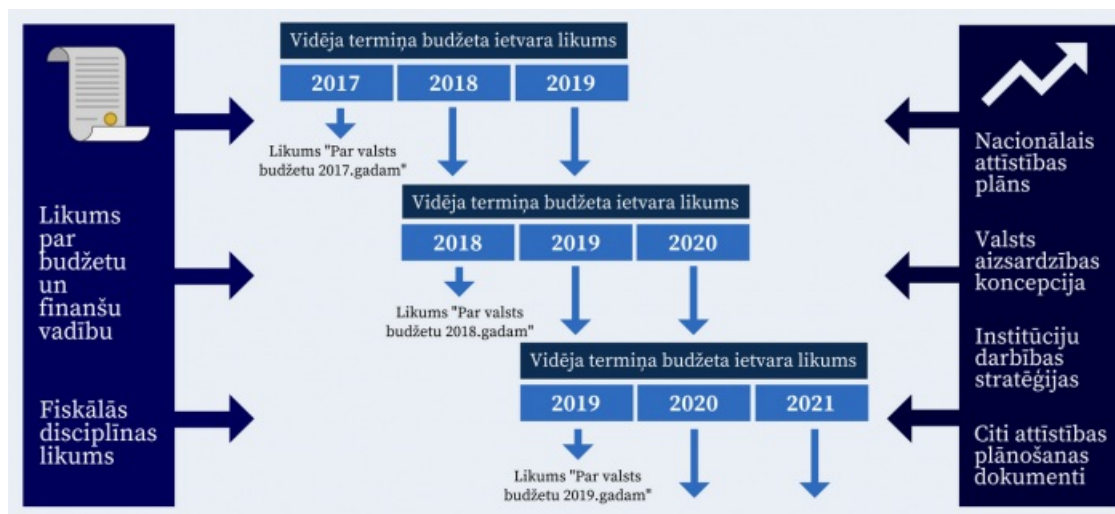 Likums
par
budžetu
un
finanšu
vadību
Fiskālās
disciplīnas
likums
Vidēja termiņa budžeta ietvara likums
2017 2018 2019
Likums "Par valsts
budžetu 2017.gadam"
Vidēja termiņa budžeta ietvara likums
2018 2019 2020
Likums "Par valsts
budžetu 2018.gadam"
Vidēja termiņa budžeta ietvara likums
2019 2020 2021
Likums "Par valsts
budžetu 2019.gadam"
Nacionālais
attīstības
plāns
Valsts
aizsardzības
koncepcija
Institūciju
darbības
stratēģijas
Citi attīstības
plānošanas
dokumenti